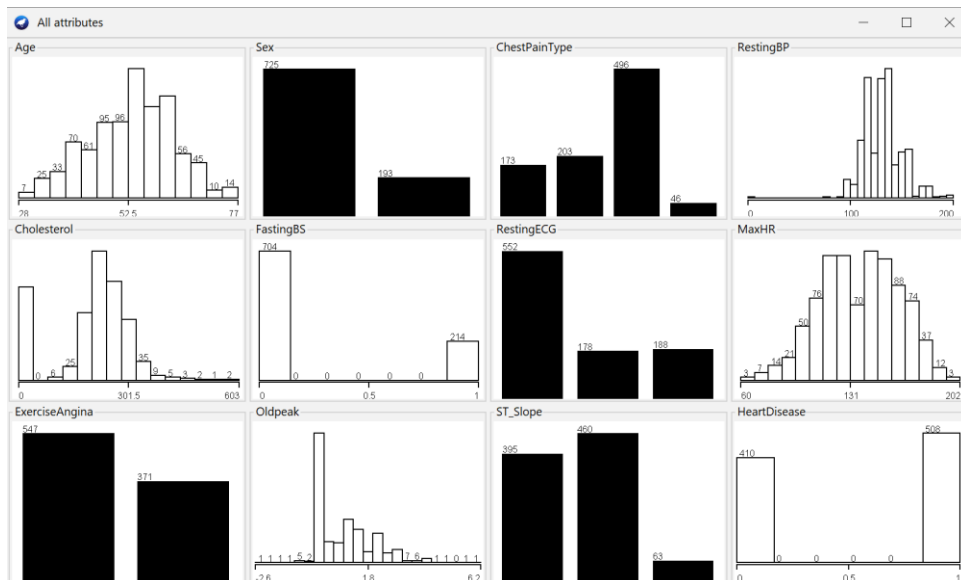 All attributes
Age Sex ChestPainType RestingBP
725 496
95 96 70 61 56 45 33 25 7 10 14
193
173 203 46
28 52.5 77
0 100 200
Cholesterol FastingBS RestingECG MaxHR
704 552
0 6 25 35 9 5 3 2 1 2
0 0 0 0 0 214
178 188
3 7 14 21 50 76 70 88 74 37 12 3
0 301.5 603
0 0.5 1
60 131 202
ExerciseAngina Oldpeak ST_Slope HeartDisease
547 371
1 1 1 1 5 2 7 6 1 1 0 1 1
395 460 63
410 0 0 0 0 508
-2.6 1.8 6.2
0 0.5 1